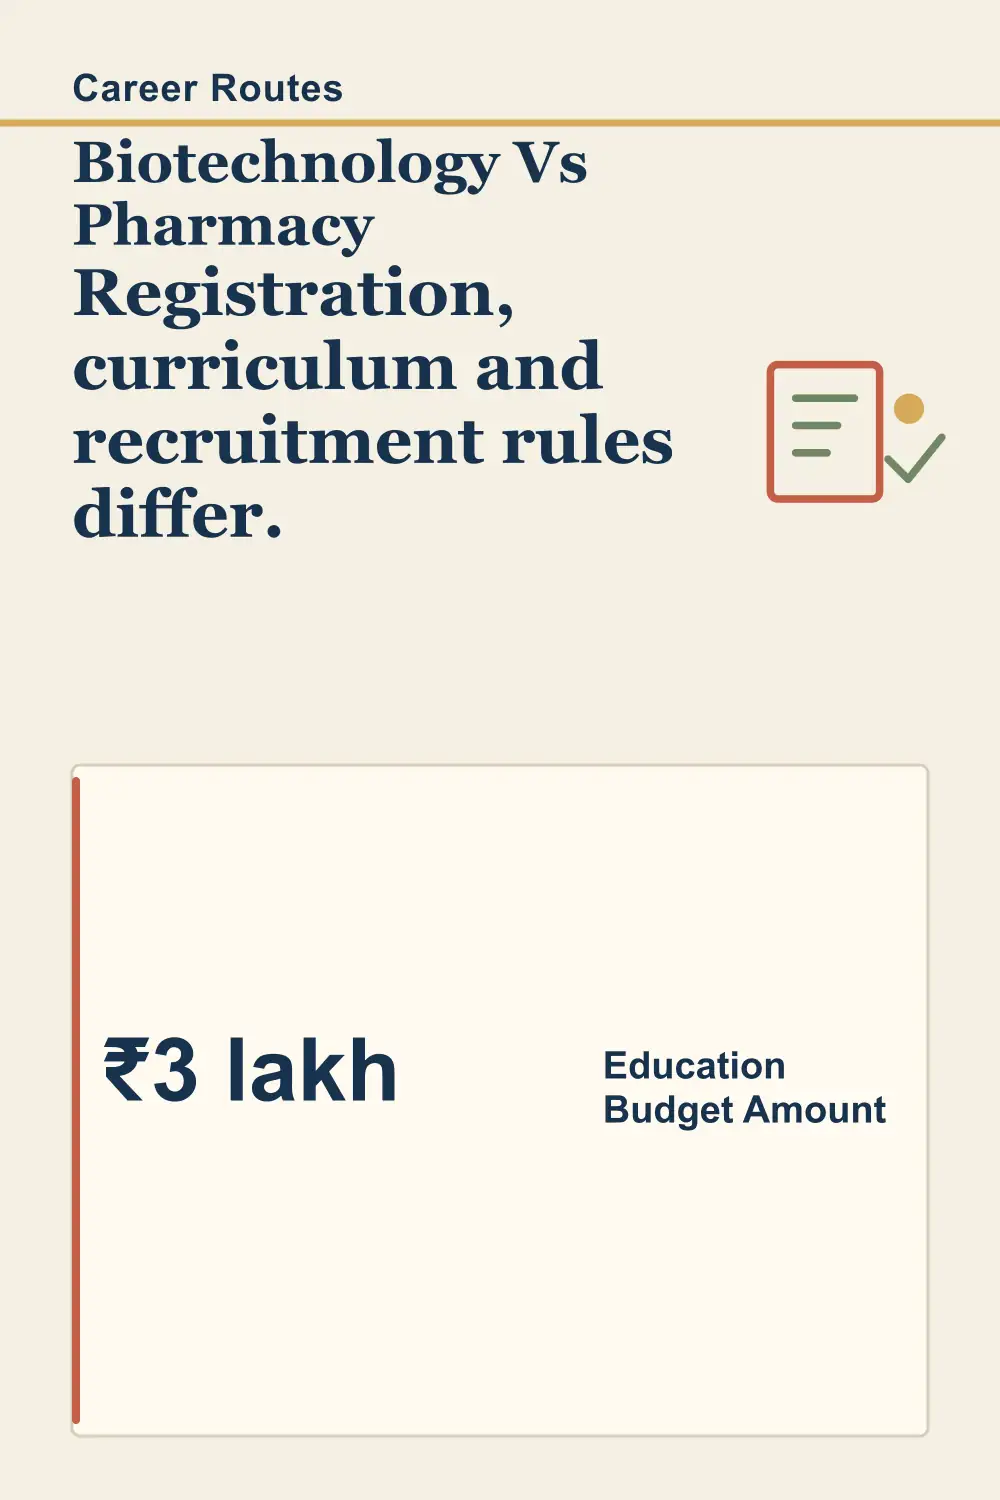 Career Routes
Biotechnology Vs
Pharmacy
Registration,
curriculum and
recruitment rules
differ.
₹3 lakh
Education
Budget Amount